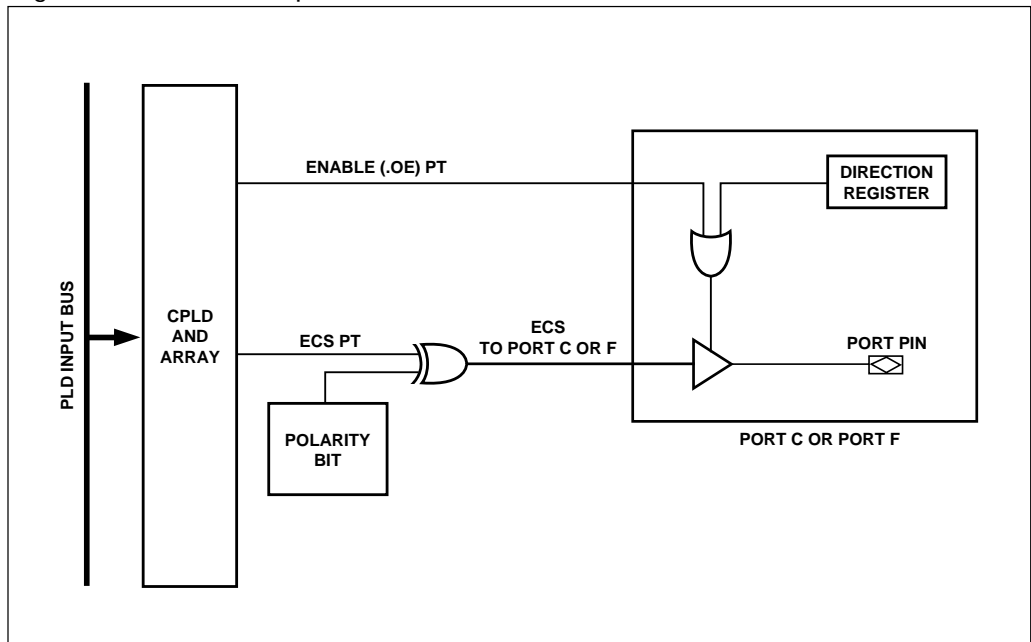 PLD INPUT BUS
CPLD
AND
ARRAY
ENABLE (.OE) PT
ECS PT
POLARITY
BIT
ECS
TO PORT C OR F
DIRECTION
REGISTER
PORT PIN
PORT C OR PORT F